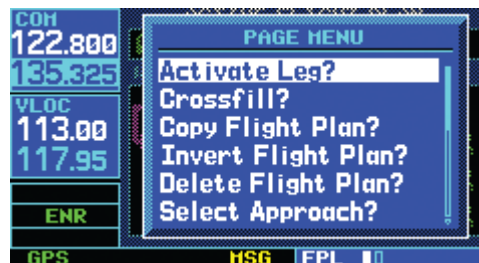 COM
122.800
135.325
VLOC
113.00
117.95
ENR
GPS
PAGE MENU
Activate Leg?
Crossfill?
Copy Flight Plan?
Invert Flight Plan?
Delete Flight Plan?
Select Approach?
MSG
FPL